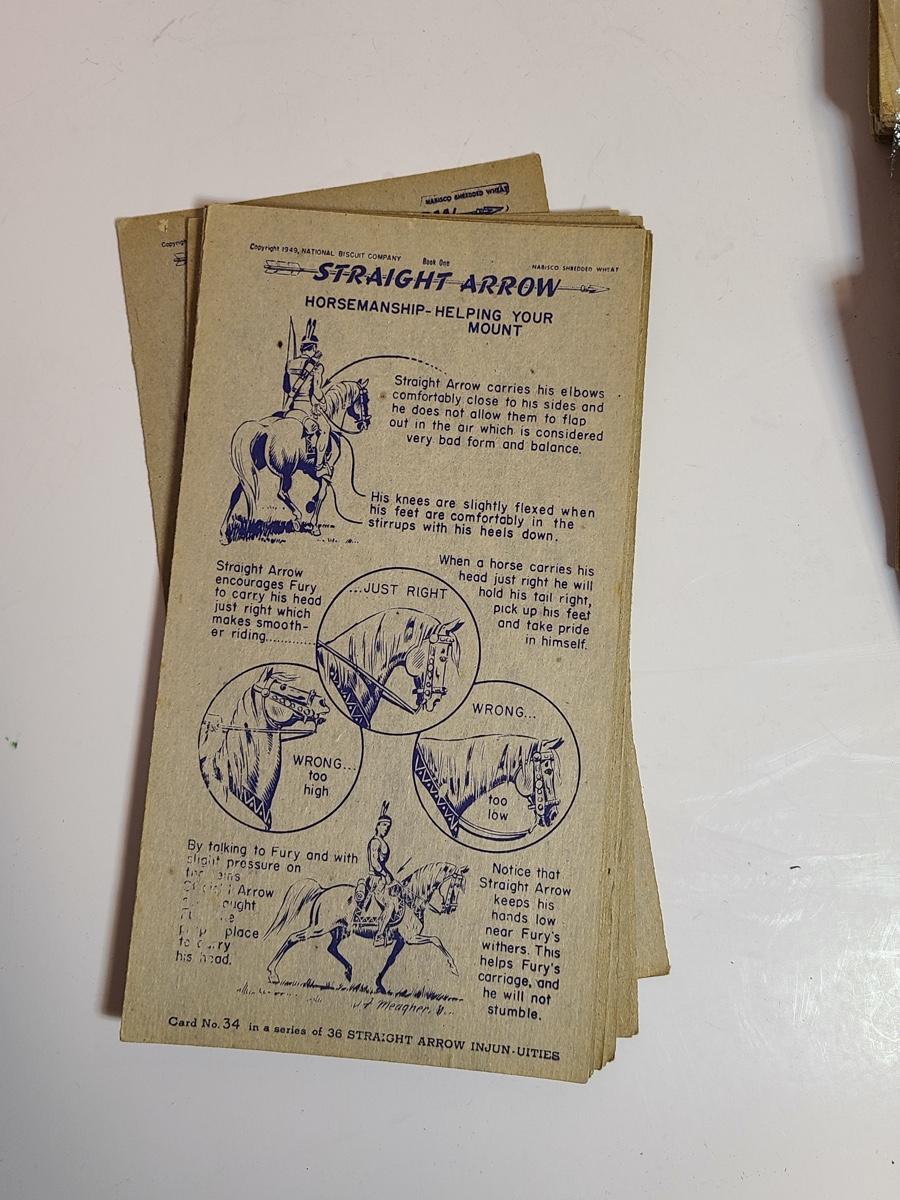 NABISCO SHREDDED WHEAT
Copyright 1949, NATIONAL BISCUIT COMPANY
Book One
NABISCO SHREDDED WHEAT
STRAIGHT ARROW
HORSEMANSHIP-HELPING YOUR
MOUNT
Straight Arrow carries his elbows
comfortably close to his sides and
he does not allow them to flap
out in the air which is considered
very bad form and balance.
His knees are slightly flexed when
his feet are comfortably in the
stirrups with his heels down.
Straight Arrow
encourages Fury
to carry his head
just right which
makes smooth-
er riding............
...JUST RIGHT
When a horse carries his
head just right he will
hold his tail right,
pick up his feet
and take pride
in himself.
WRONG...
too
high
WRONG...
too
low
By talking to Fury and with
slight pressure on
Arrow
place
to carry
his head.
Notice that
Straight Arrow
keeps his
hands low
near Fury's
withers. This
helps Fury's
carriage, and
he will not
stumble.
Meagher
Card No. 34 in a series of 36 STRAIGHT ARROW INJUN-UITIES